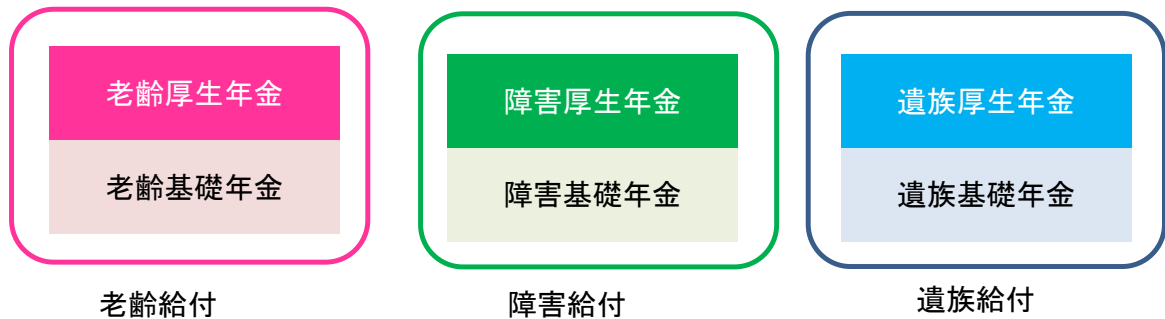 老齢厚生年金
老齢基礎年金
老齢給付
障害厚生年金
障害基礎年金
障害給付
遺族厚生年金
遺族基礎年金
遺族給付